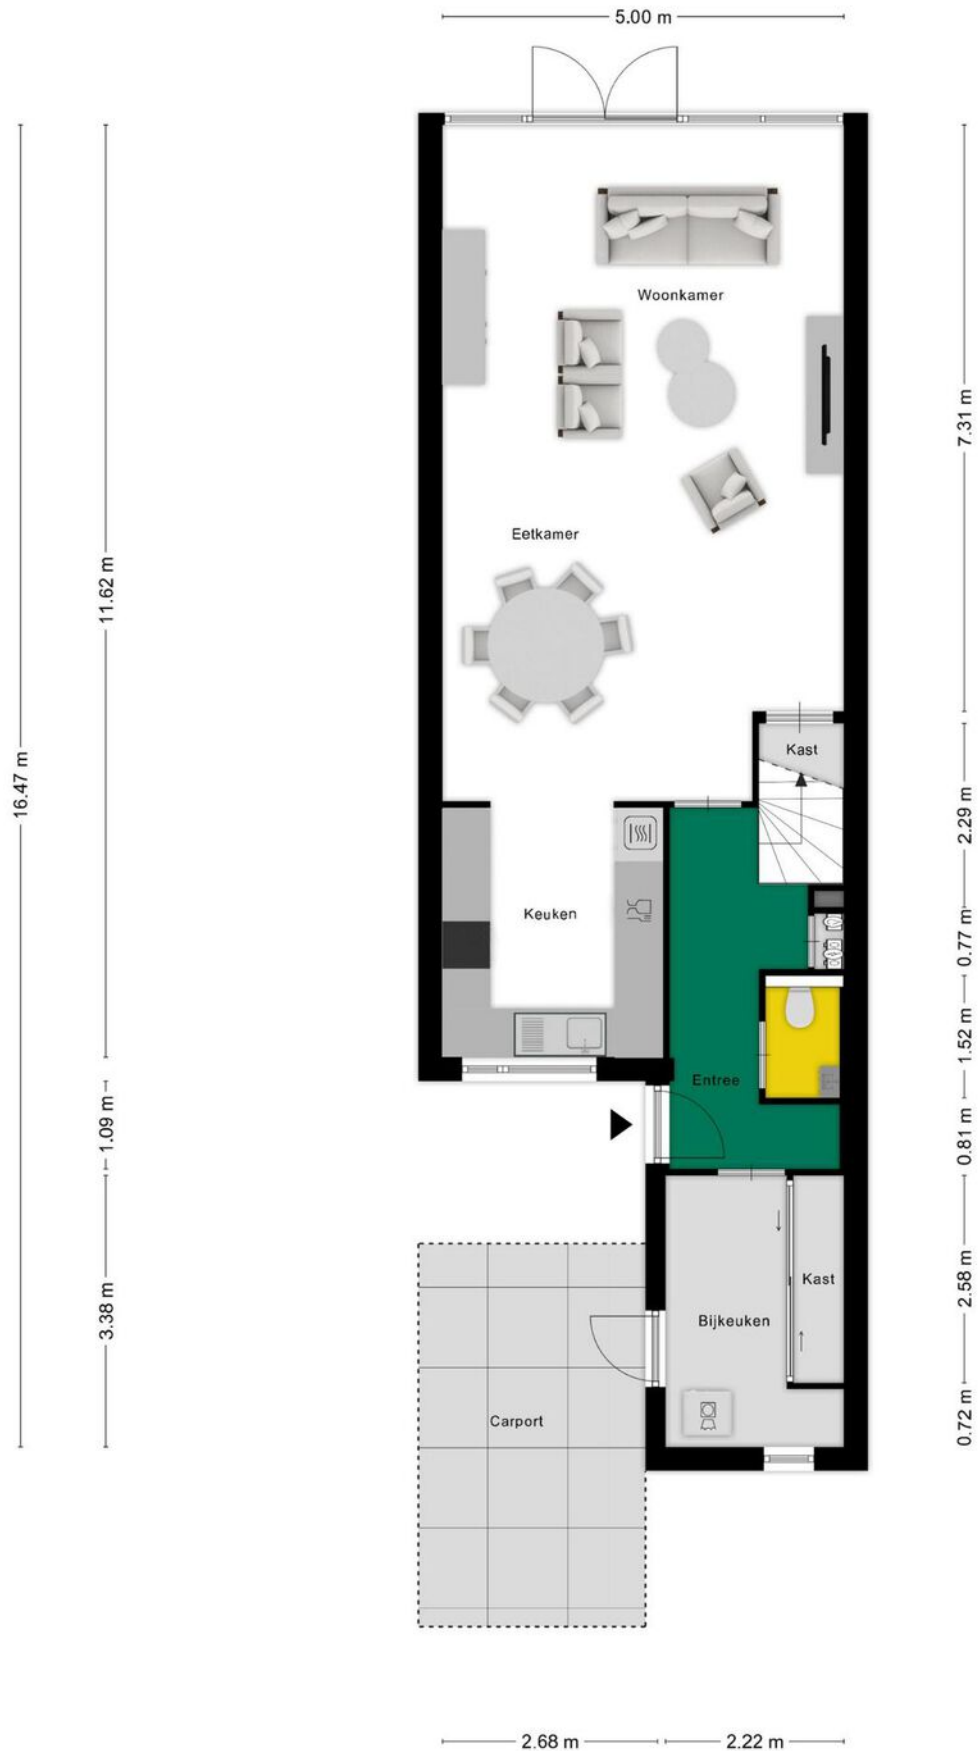 5.00 m
Woonkamer
7.31 m
Eetkamer
11.62 m
Kast
16.47 m
2.29 m
Keuken
0.77 m
1.52 m
Entree
1.09 m
0.81 m
Kast
2.58 m
3.38 m
Bijkeuken
0.72 m
Carport
2.68 m
2.22 m